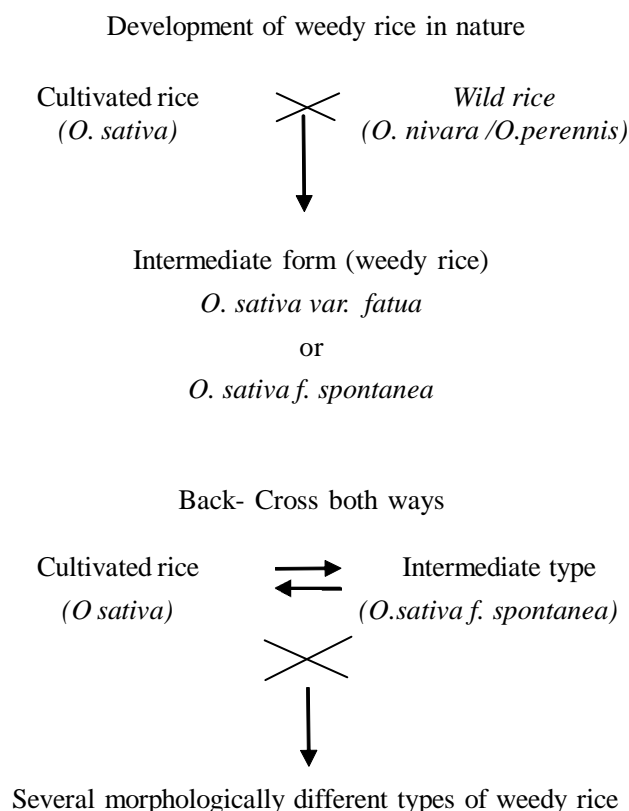 Development of weedy rice in nature
Cultivated rice
Wild rice
(O. sativa)
(O. nivara /O.perennis)
Intermediate form (weedy rice)
O. sativa var. fatua
or
O. sativa f. spontanea
Back- Cross both ways
Cultivated rice
Intermediate type
(O sativa)
(O.sativa f. spontanea)
Several morphologically different types of weedy rice